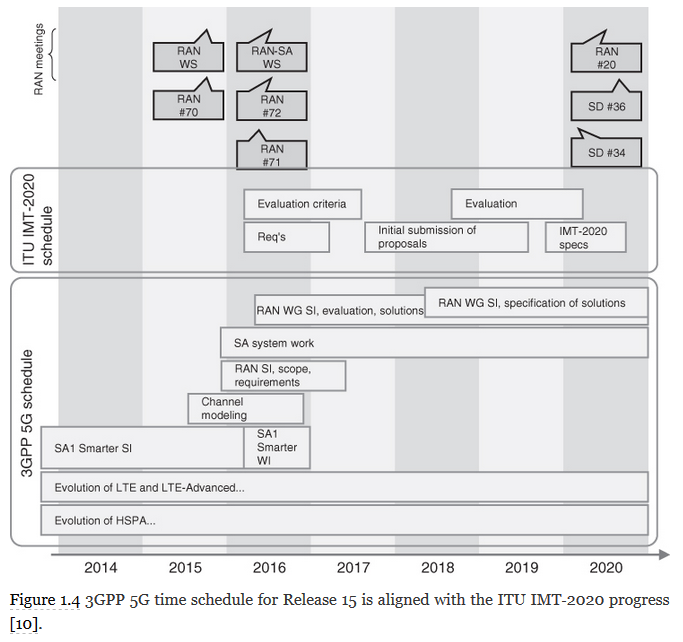 RAN meetings
RAN
WS
RAN-SA
WS
RAN
#20
RAN
#70
RAN
#72
SD #36
RAN
#71
SD #34
ITU IMT-2020
schedule
Evaluation criteria
Evaluation
Req's
Initial submission of
proposals
IMT-2020
specs
3GPP 5G schedule
RAN WG SI, evaluation, solutions
RAN WG SI, specification of solutions
SA system work
RAN SI, scope,
requirements
Channel
modeling
SA1 Smarter SI
SA1
Smarter
WI
Evolution of LTE and LTE-Advanced...
Evolution of HSPA...
2014 2015 2016 2017 2018 2019 2020
Figure 1.4 3GPP 5G time schedule for Release 15 is aligned with the ITU IMT-2020 progress
[10].